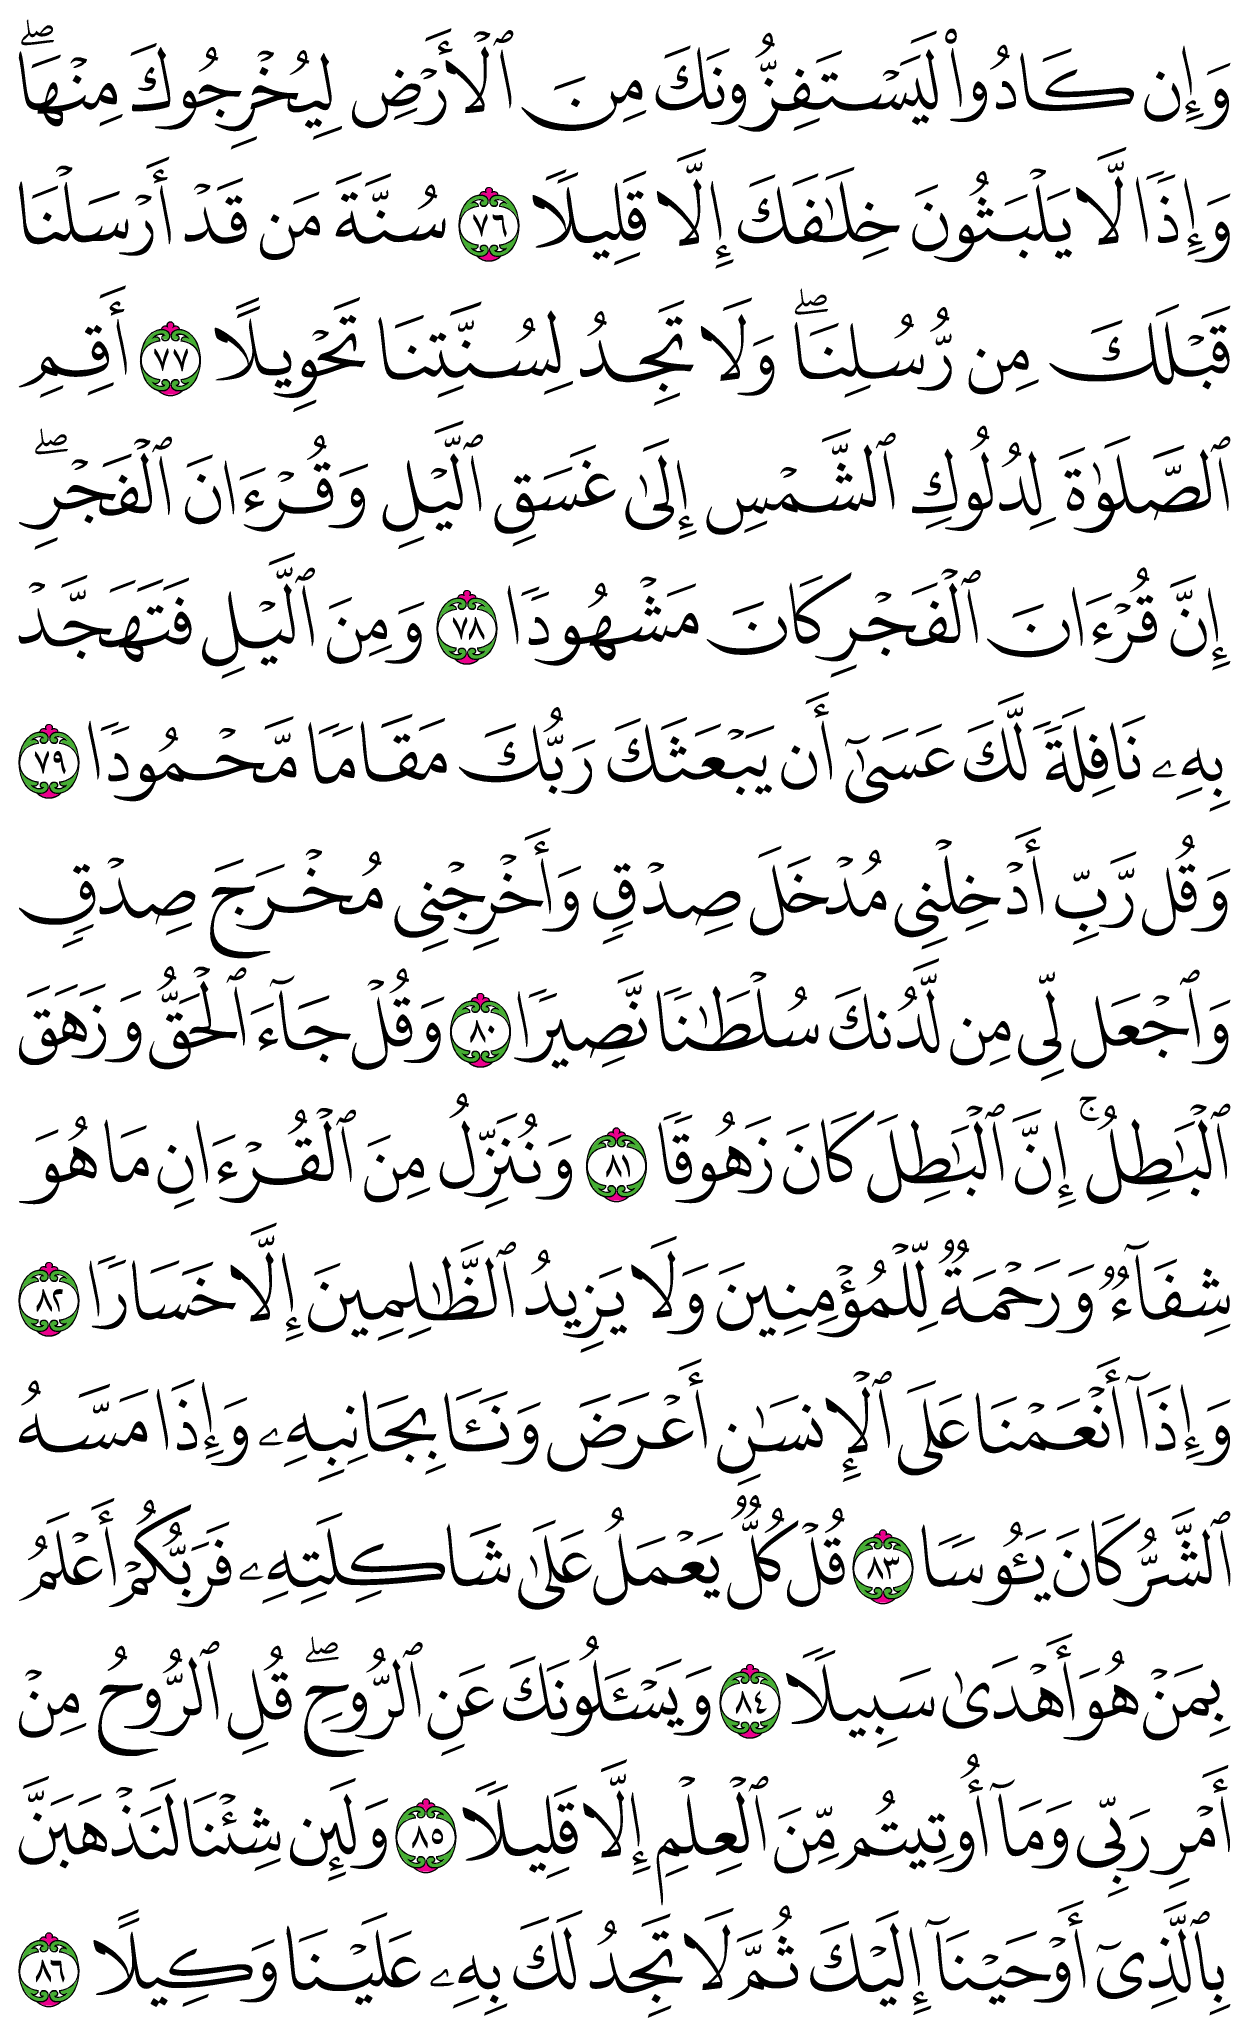 وَإِن كَادُوا۟ لَيَسْتَفِزُّونَكَ مِنَ ٱلْأَرْضِ لِيُخْرِجُوكَ مِنْهَا ۖ
وَإِذًا لَّا يَلْبَثُونَ خِلَـٰفَكَ إِلَّا قَلِيلًا ٧٦ سُنَّةَ مَن قَدْ أَرْسَلْنَا
قَبْلَكَ مِن رُّسُلِنَا ۖ وَلَا تَجِدُ لِسُنَّتِنَا تَحْوِيلًا ٧٧ أَقِمِ
ٱلصَّلَوٰةَ لِدُلُوكِ ٱلشَّمْسِ إِلَىٰ غَسَقِ ٱلَّيْلِ وَقُرْءَانَ ٱلْفَجْرِ ۖ
إِنَّ قُرْءَانَ ٱلْفَجْرِ كَانَ مَشْهُودًا ٧٨ وَمِنَ ٱلَّيْلِ فَتَهَجَّدْ
بِهِۦ نَافِلَةً لَّكَ عَسَىٰٓ أَن يَبْعَثَكَ رَبُّكَ مَقَامًا مَّحْمُودًا ٧٩
وَقُل رَّبِّ أَدْخِلْنِى مُدْخَلَ صِدْقٍ وَأَخْرِجْنِى مُخْرَجَ صِدْقٍ
وَٱجْعَل لِّى مِن لَّدُنكَ سُلْطَـٰنًا نَّصِيرًا ٨٠ وَقُلْ جَآءَ ٱلْحَقُّ وَزَهَقَ
ٱلْبَـٰطِلُ ۚ إِنَّ ٱلْبَـٰطِلَ كَانَ زَهُوقًا ٨١ وَنُنَزِّلُ مِنَ ٱلْقُرْءَانِ مَا هُوَ
شِفَآءٌ وَرَحْمَةٌ لِّلْمُؤْمِنِينَ وَلَا يَزِيدُ ٱلظَّـٰلِمِينَ إِلَّا خَسَارًا ٨٢
وَإِذَآ أَنْعَمْنَا عَلَى ٱلْإِنسَـٰنِ أَعْرَضَ وَنَـَٔا بِجَانِبِهِۦ وَإِذَا مَسَّهُ
ٱلشَّرُّ كَانَ يَـُٔوسًا ٨٣ قُلْ كُلٌّ يَعْمَلُ عَلَىٰ شَاكِلَتِهِۦ فَرَبُّكُمْ أَعْلَمُ
بِمَنْ هُوَ أَهْدَىٰ سَبِيلًا ٨٤ وَيَسْـَٔلُونَكَ عَنِ ٱلرُّوحِ ۖ قُلِ ٱلرُّوحُ مِنْ
أَمْرِ رَبِّى وَمَآ أُوتِيتُم مِّنَ ٱلْعِلْمِ إِلَّا قَلِيلًا ٨٥ وَلَئِن شِئْنَا لَنَذْهَبَنَّ
بِٱلَّذِىٓ أَوْحَيْنَآ إِلَيْكَ ثُمَّ لَا تَجِدُ لَكَ بِهِۦ عَلَيْنَا وَكِيلًا ٨٦